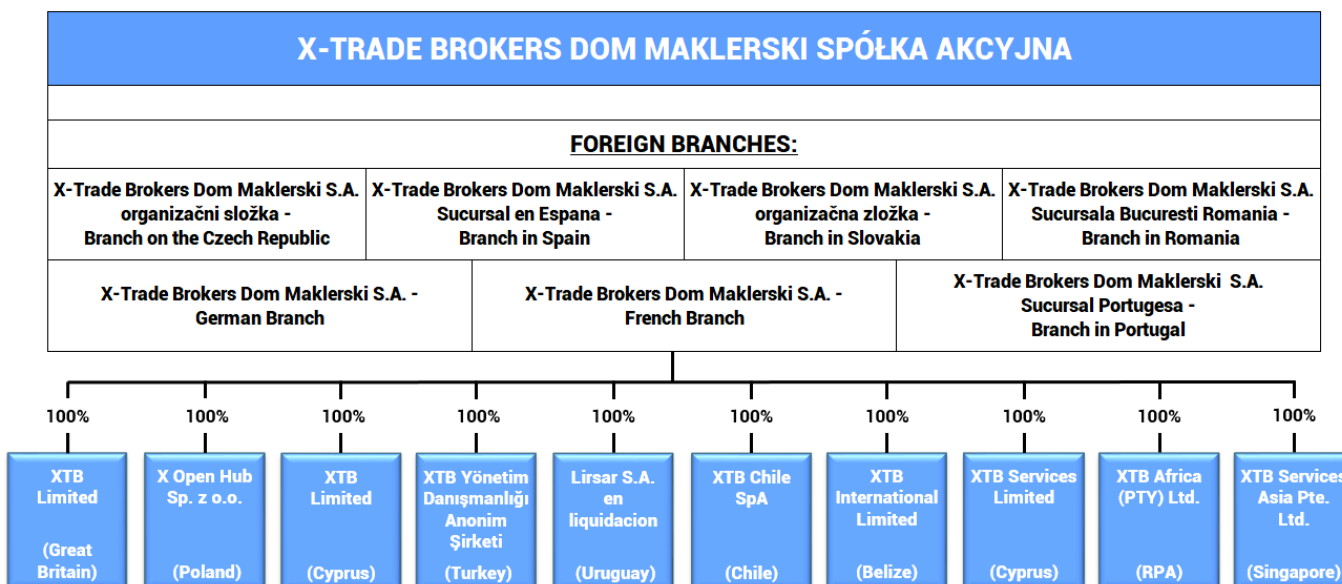 X-TRADE BROKERS DOM MAKLERSKI SPÓŁKA AKCYJNA
FOREIGN BRANCHES:
X-Trade Brokers Dom Maklerski S.A.
organizačni složka -
Branch on the Czech Republic
X-Trade Brokers Dom Maklerski S.A.
Sucursal en Espana -
Branch in Spain
X-Trade Brokers Dom Maklerski S.A.
organizačna zložka -
Branch in Slovakia
X-Trade Brokers Dom Maklerski S.A.
Sucursala Bucuresti Romania -
Branch in Romania
X-Trade Brokers Dom Maklerski S.A. -
German Branch
X-Trade Brokers Dom Maklerski S.A. -
French Branch
X-Trade Brokers Dom Maklerski S.A.
Sucursal Portugesa -
Branch in Portugal
100%
100%
100%
100%
100%
100%
100%
100%
100%
100%
XTB
Limited
(Great
Britain)
X Open Hub
Sp. z o.o.
(Poland)
XTB
Limited
(Cyprus)
XTB Yönetim
Danışmanlığı
Anonim
Şirketi
(Turkey)
Lirsar S.A.
en
liquidacion
(Uruguay)
XTB Chile
SpA
(Chile)
XTB
International
Limited
(Belize)
XTB Services
Limited
(Cyprus)
XTB Africa
(PTY) Ltd.
(RPA)
XTB Services
Asia Pte.
Ltd.
(Singapore)